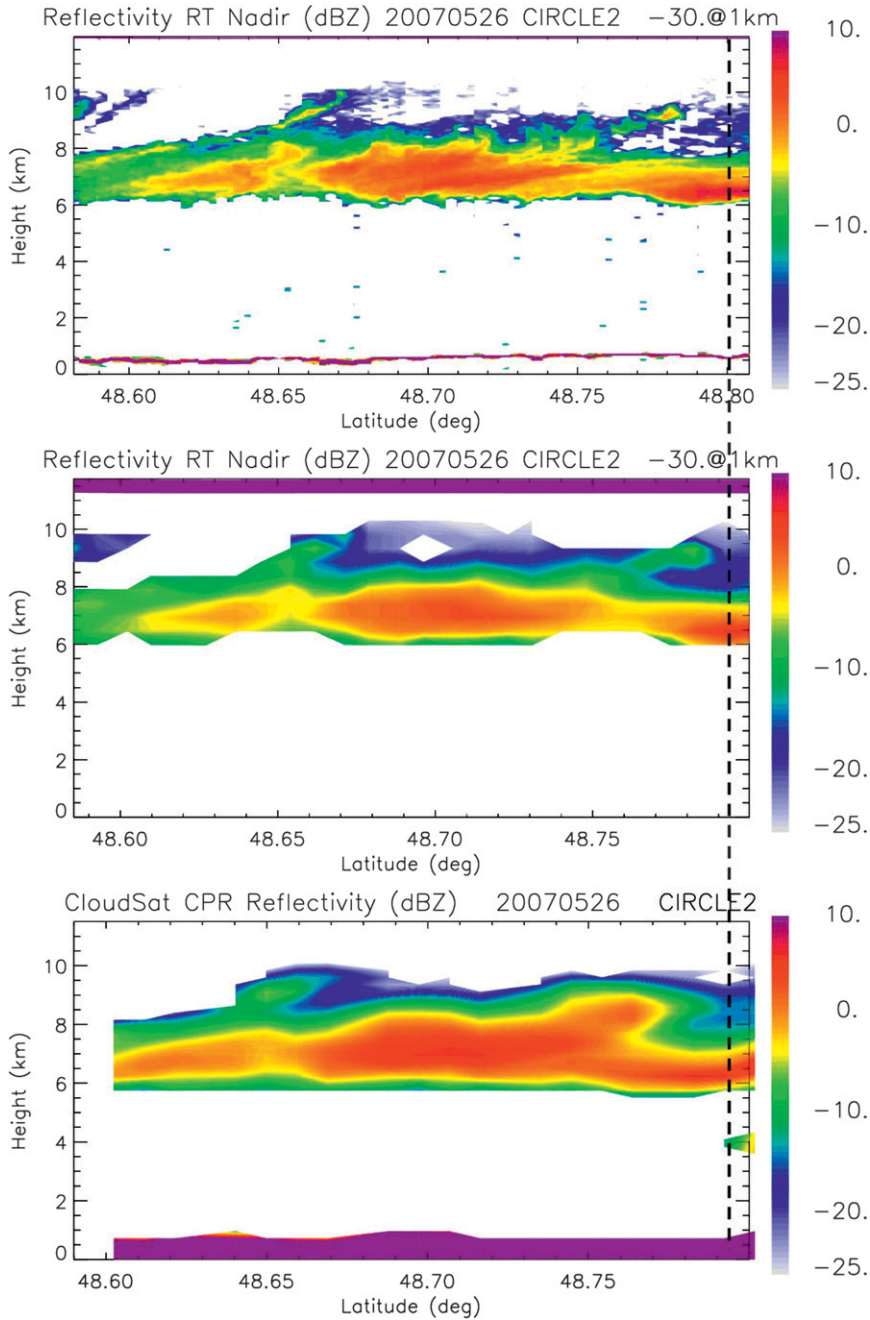 Reflectivity RT Nadir (dBZ) 20070526 CIRCLE2 −30.@1km
10.
0.
−10.
−20.
−25.
Height (km)
10
8
6
4
2
0
48.60 48.65 48.70 48.75 48.80
Latitude (deg)
Reflectivity RT Nadir (dBZ) 20070526 CIRCLE2 −30.@1km
10.
0.
−10.
−20.
−25.
Height (km)
10
8
6
4
2
0
48.60 48.65 48.70 48.75
Latitude (deg)
CloudSat CPR Reflectivity (dBZ) 20070526 CIRCLE2
10.
0.
−10.
−20.
−25.
Height (km)
10
8
6
4
2
0
48.60 48.65 48.70 48.75
Latitude (deg)